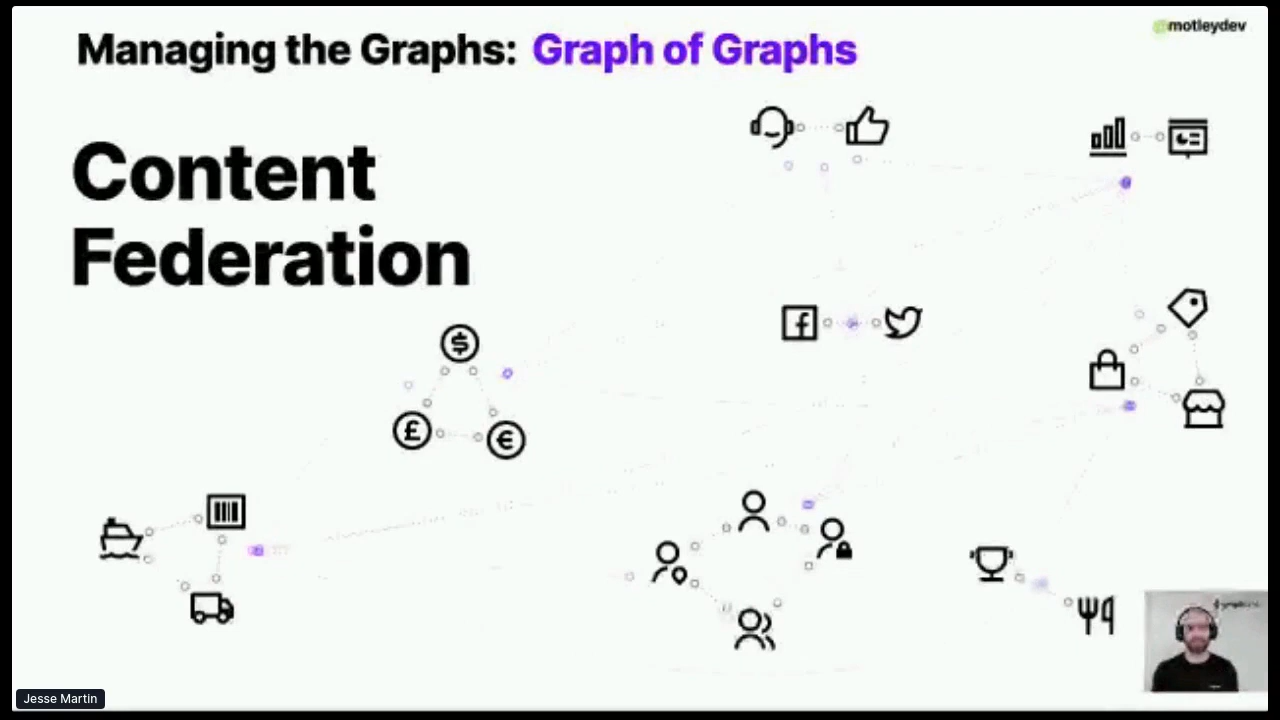 Managing the Graphs: Graph of Graphs
@motleydev
Content
Federation
Jesse Martin